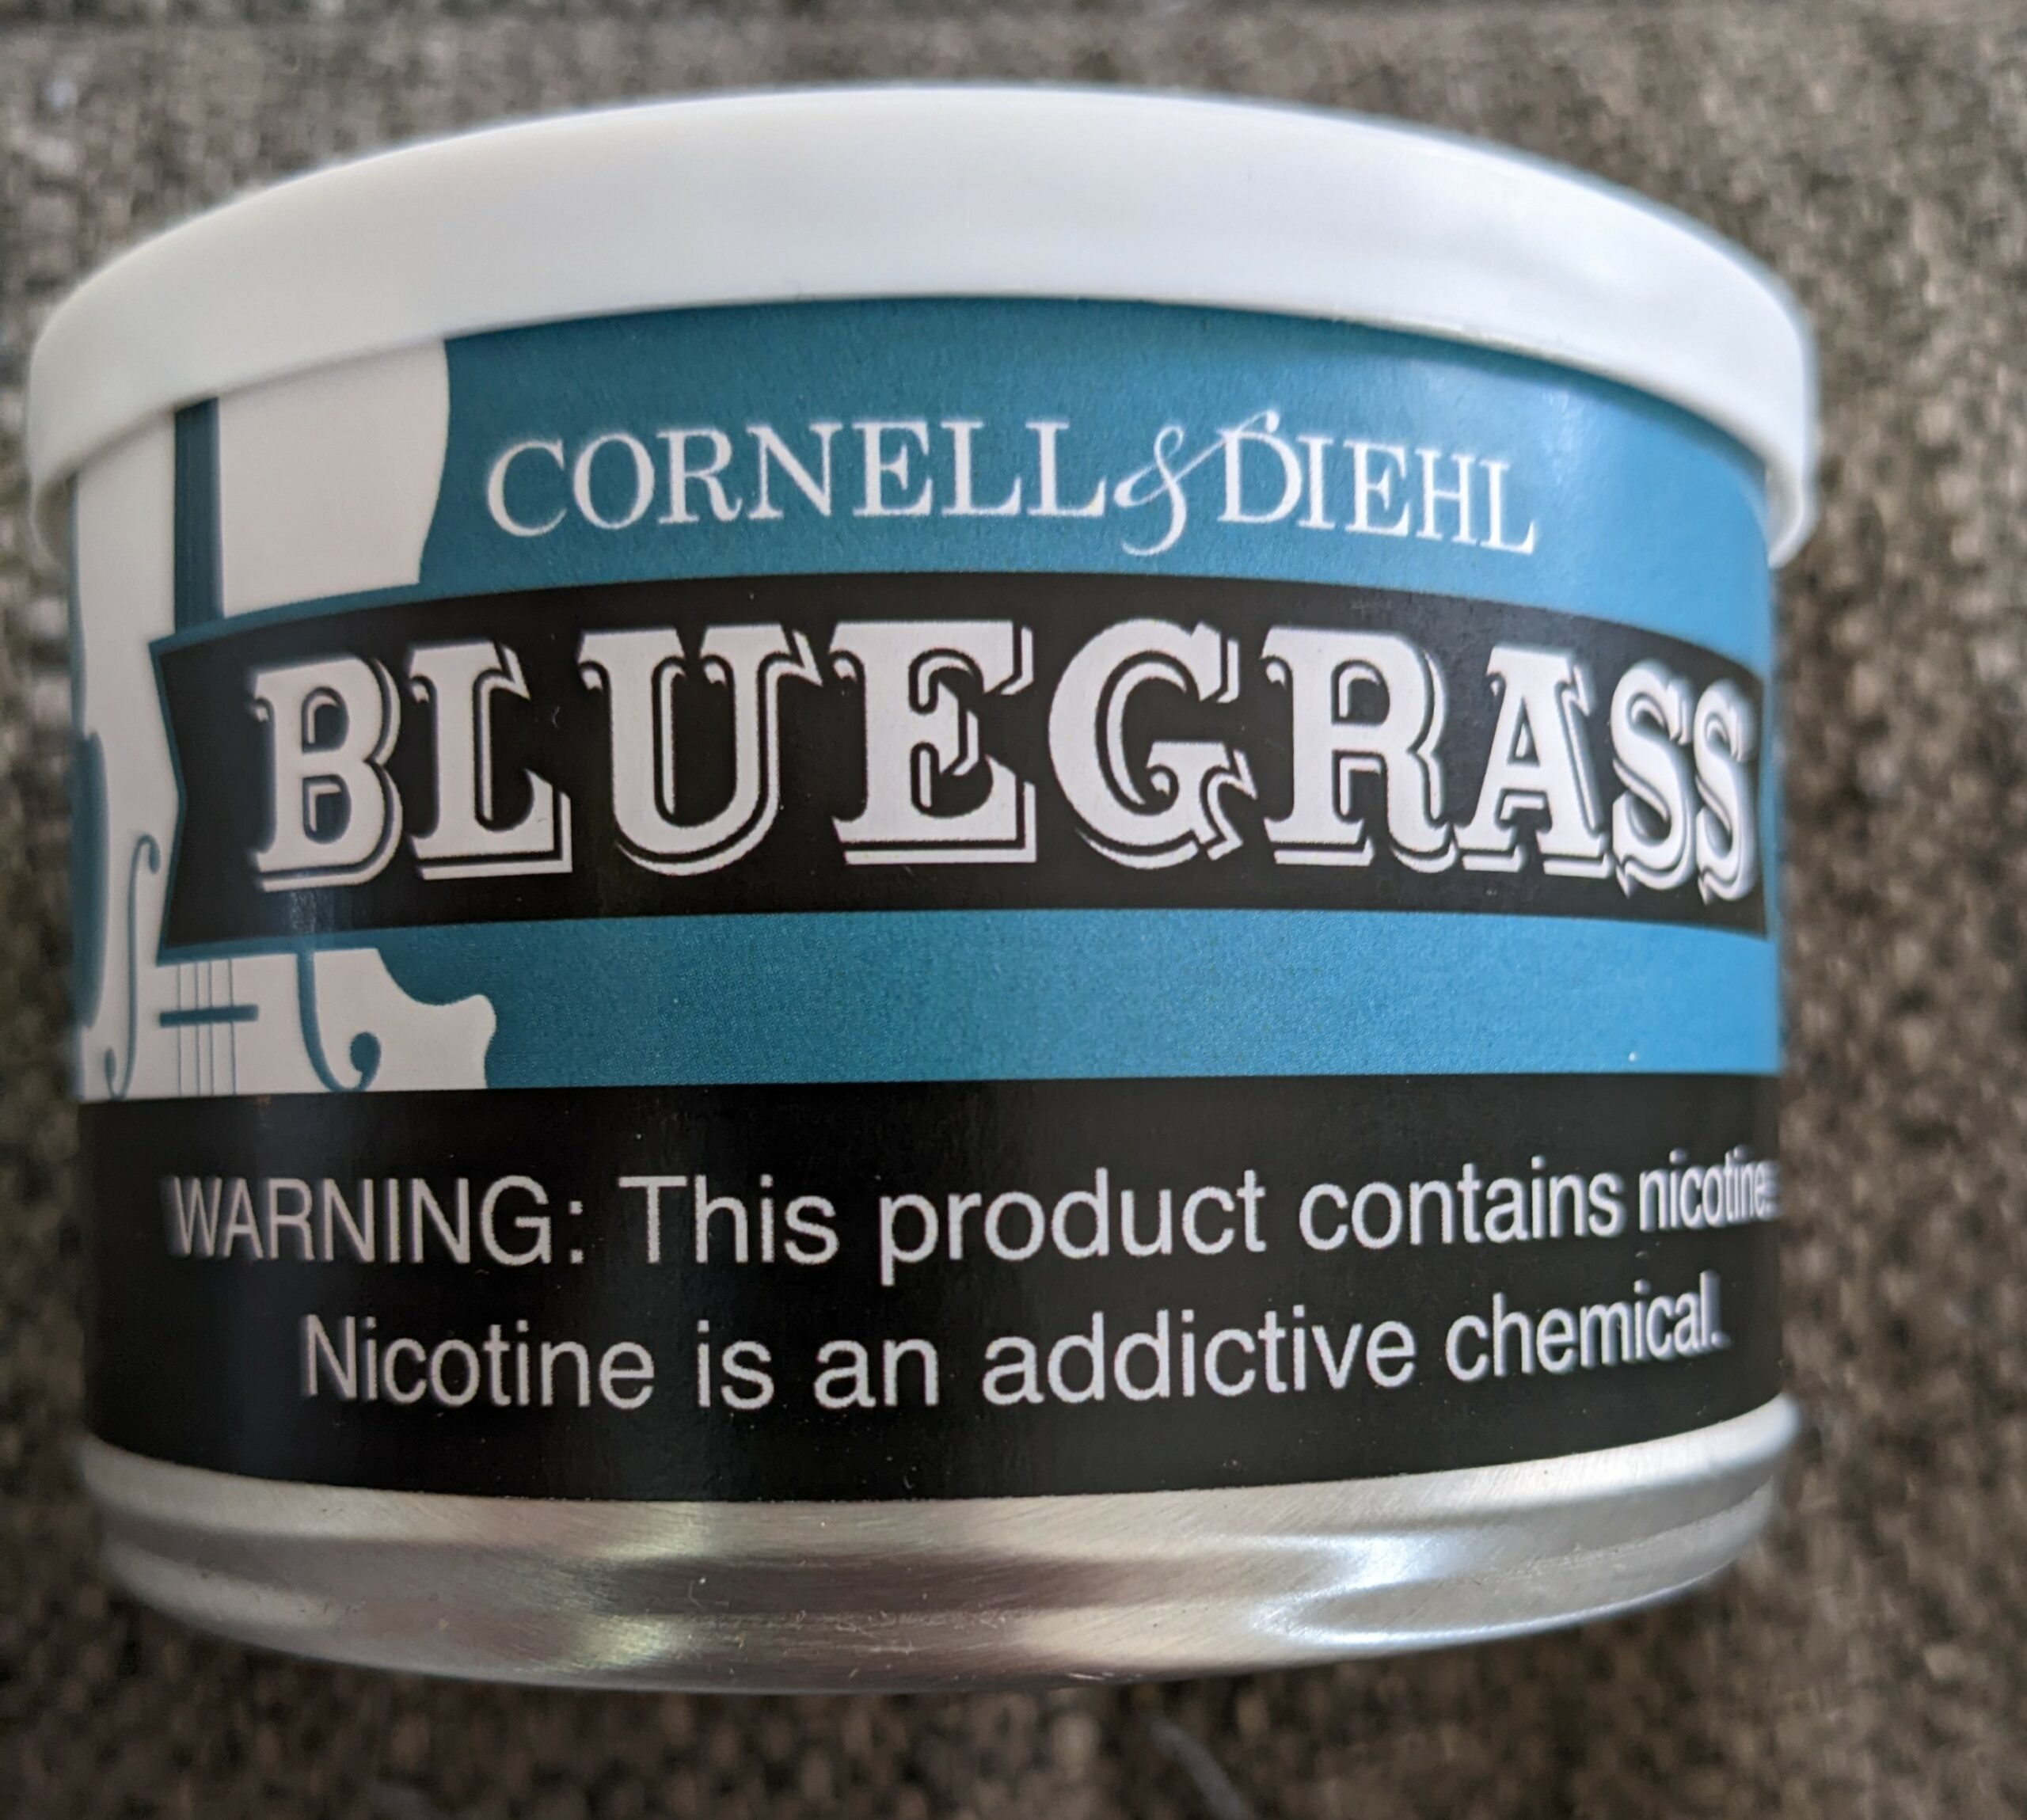 CORNELL & DIEHL
BLUEGRASS
WARNING: This product contains nicotine.
Nicotine is an addictive chemical.